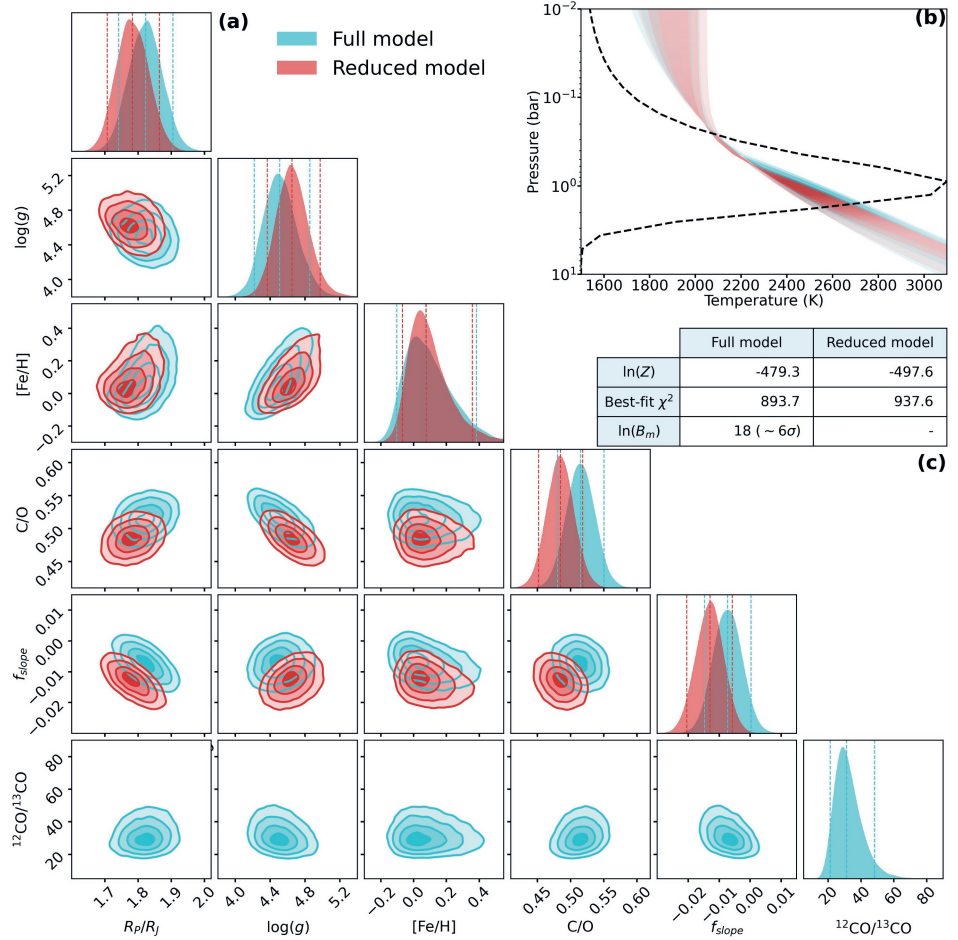 (a)
Full model
Reduced model
(b)
Pressure (bar)
10⁻²
10⁻¹
10⁰
10¹
1600 1800 2000 2200 2400 2600 2800 3000
Temperature (K)
Full model Reduced model
ln(Z) -479.3 -497.6
Best-fit χ² 893.7 937.6
ln(Bₘ) 18 (∼ 6σ) -
(c)
log(g)
5.2
4.8
4.4
4.0
[Fe/H]
0.4
0.2
0.0
−0.2
C/O
0.60
0.55
0.50
0.45
f_slope
0.01
0.00
−0.01
−0.02
¹²CO/¹³CO
80
60
40
20
1.7 1.8 1.9 2.0 4.0 4.4 4.8 5.2 −0.2 0.0 0.2 0.4 0.45 0.50 0.55 0.60 −0.02 −0.01 0.00 0.01 20 40 60 80
R_P/R_J log(g) [Fe/H] C/O f_slope ¹²CO/¹³CO